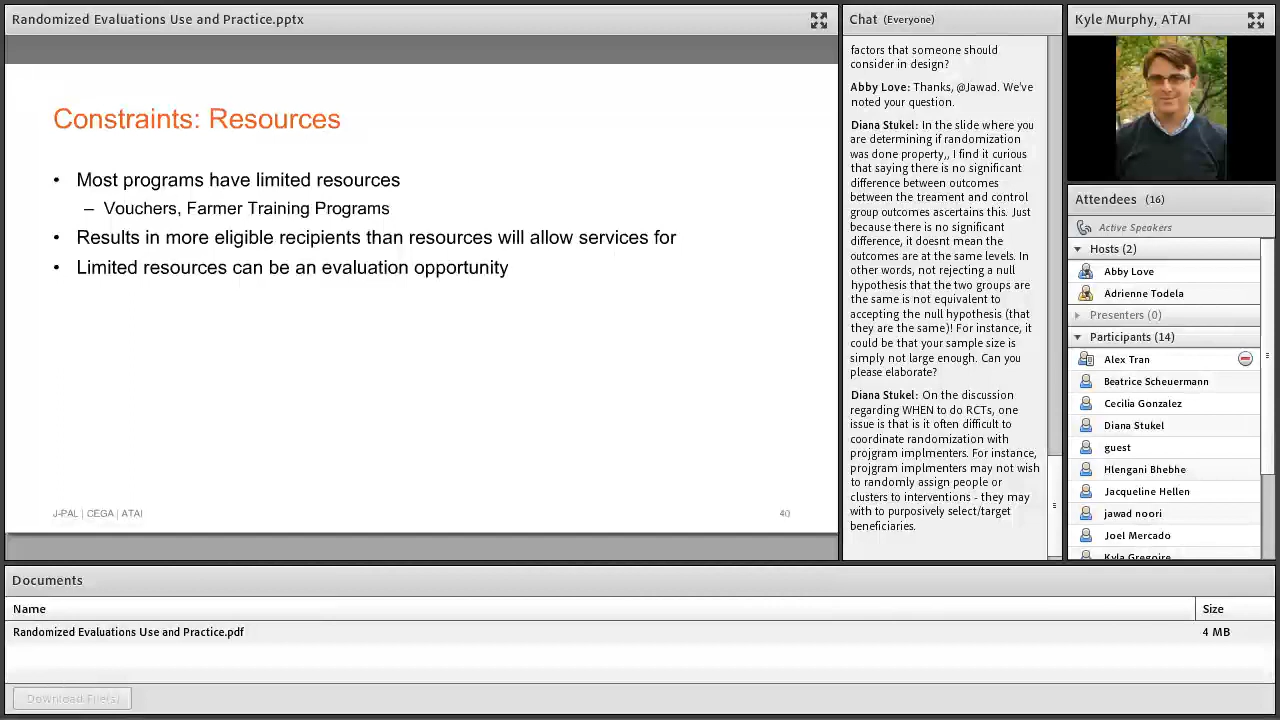 Randomized Evaluations Use and Practice.pptx
Constraints: Resources
• Most programs have limited resources
– Vouchers, Farmer Training Programs
• Results in more eligible recipients than resources will allow services for
• Limited resources can be an evaluation opportunity
J-PAL | CEGA | ATAI
40
Chat (Everyone)
factors that someone should
consider in design?
Abby Love: Thanks, @Jawad. We've
noted your question.
Diana Stukel: In the slide where you
are determining if randomization
was done property,, I find it curious
that saying there is no significant
difference between outcomes
between the treament and control
group outcomes ascertains this. Just
because there is no significant
difference, it doesnt mean the
outcomes are at the same levels. In
other words, not rejecting a null
hypothesis that the two groups are
the same is not equivalent to
accepting the null hypothesis (that
they are the same)! For instance, it
could be that your sample size is
simply not large enough. Can you
please elaborate?
Diana Stukel: On the discussion
regarding WHEN to do RCTs, one
issue is that is it often difficult to
coordinate randomization with
projgram implmenters. For instance,
projgram implmenters may not wish
to randomly assign people or
clusters to interventions - they may
with to purposively select/target
beneficiaries.
Kyle Murphy, ATAI
Attendees (16)
Active Speakers
Hosts (2)
Abby Love
Adrienne Todela
Presenters (0)
Participants (14)
Alex Tran
Beatrice Scheuermann
Cecilia Gonzalez
Diana Stukel
guest
Hlengani Bhebhe
Jacqueline Hellen
jawad noori
Joel Mercado
Kyla Gregoire
Documents
Name Size
Randomized Evaluations Use and Practice.pdf 4 MB
Download File(s)